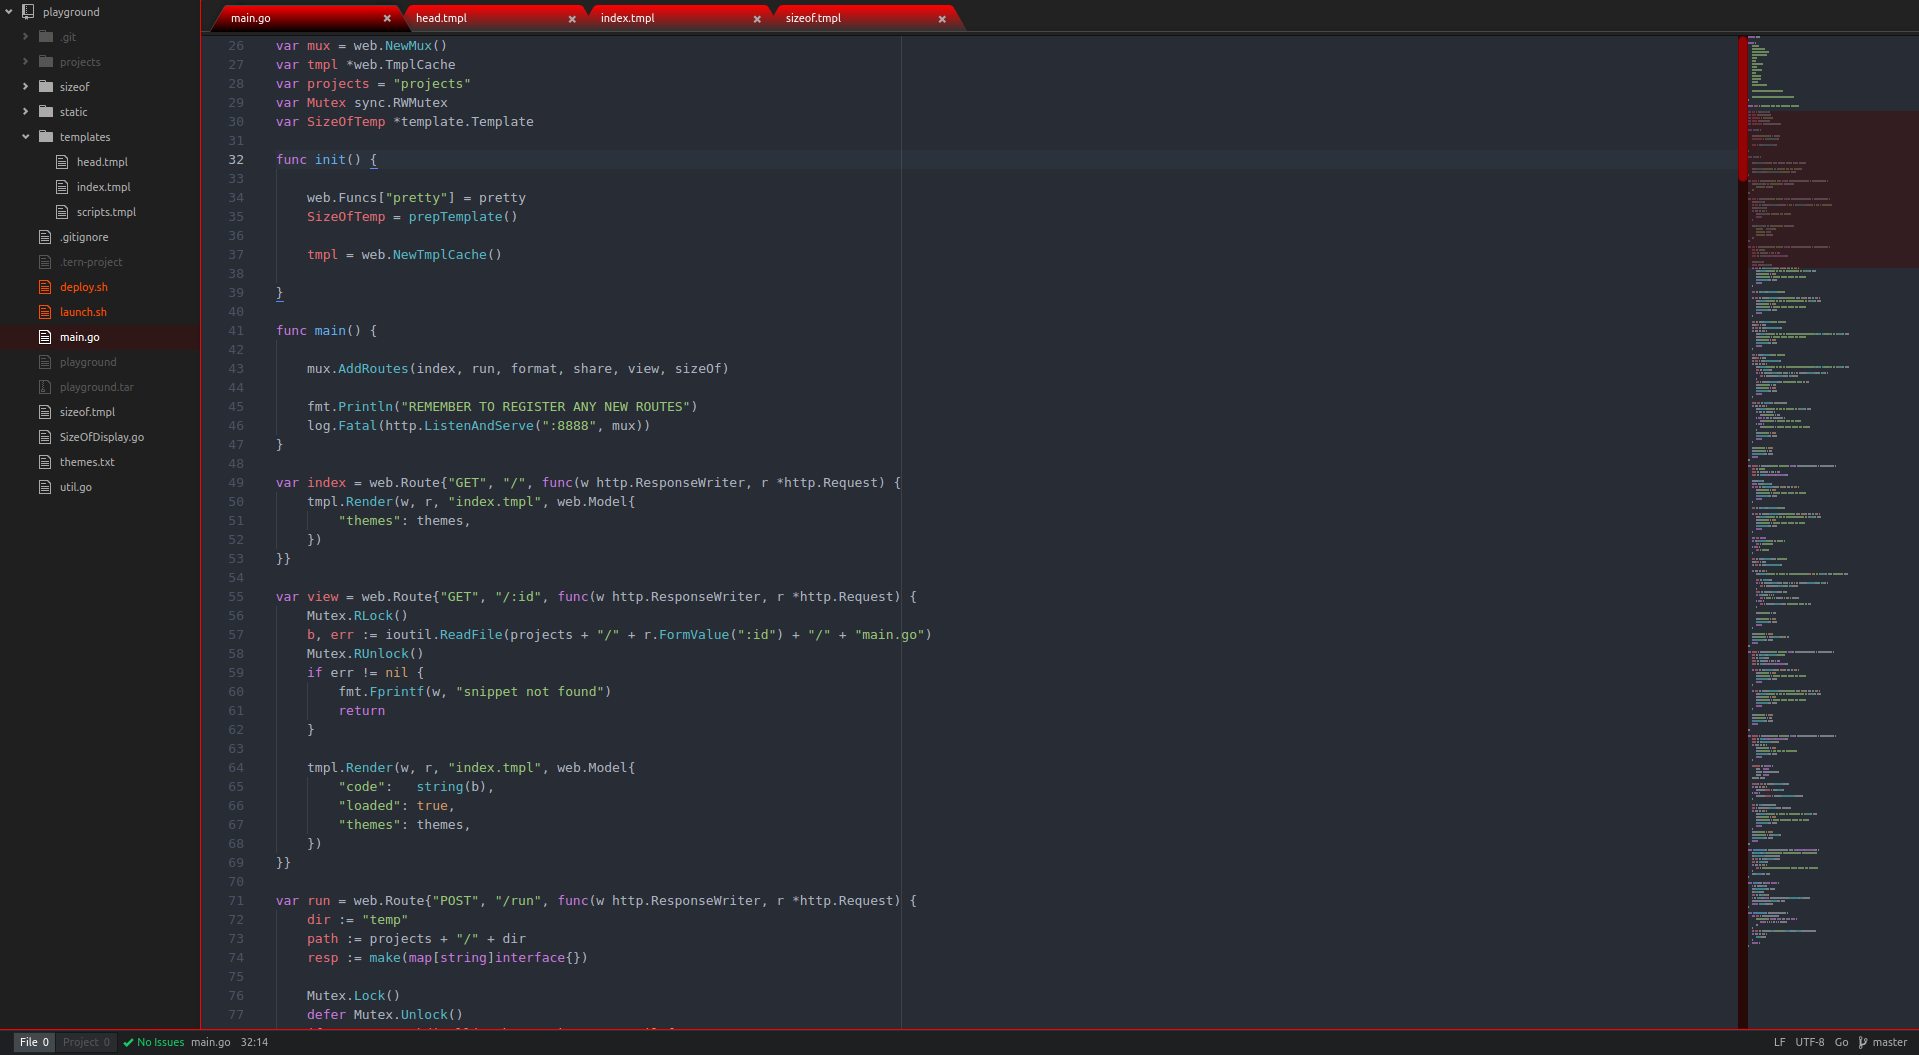 playground
.git
projects
sizeof
static
templates
head.tmpl
index.tmpl
scripts.tmpl
.gitignore
.tern-project
deploy.sh
launch.sh
main.go
playground
playground.tar
sizeof.tmpl
SizeOfDisplay.go
themes.txt
util.go
main.go × head.tmpl × index.tmpl × sizeof.tmpl ×
26 var mux = web.NewMux()
27 var tmpl *web.TmplCache
28 var projects = "projects"
29 var Mutex sync.RWMutex
30 var SizeOfTemp *template.Template
31
32 func init() {
33
34 web.Funcs["pretty"] = pretty
35 SizeOfTemp = prepTemplate()
36
37 tmpl = web.NewTmplCache()
38
39 }
40
41 func main() {
42
43 mux.AddRoutes(index, run, format, share, view, sizeOf)
44
45 fmt.Println("REMEMBER TO REGISTER ANY NEW ROUTES")
46 log.Fatal(http.ListenAndServe(":8888", mux))
47 }
48
49 var index = web.Route{"GET", "/", func(w http.ResponseWriter, r *http.Request) {
50 tmpl.Render(w, r, "index.tmpl", web.Model{
51 "themes": themes,
52 })
53 }}
54
55 var view = web.Route{"GET", "/:id", func(w http.ResponseWriter, r *http.Request) {
56 Mutex.RLock()
57 b, err := ioutil.ReadFile(projects + "/" + r.FormValue(":id") + "/" + "main.go")
58 Mutex.RUnlock()
59 if err != nil {
60 fmt.Fprintf(w, "snippet not found")
61 return
62 }
63
64 tmpl.Render(w, r, "index.tmpl", web.Model{
65 "code":   string(b),
66 "loaded": true,
67 "themes": themes,
68 })
69 }}
70
71 var run = web.Route{"POST", "/run", func(w http.ResponseWriter, r *http.Request) {
72 dir := "temp"
73 path := projects + "/" + dir
74 resp := make(map[string]interface{})
75
76 Mutex.Lock()
77 defer Mutex.Unlock()
File 0 Project 0 No Issues main.go 32:14 LF UTF-8 Go master